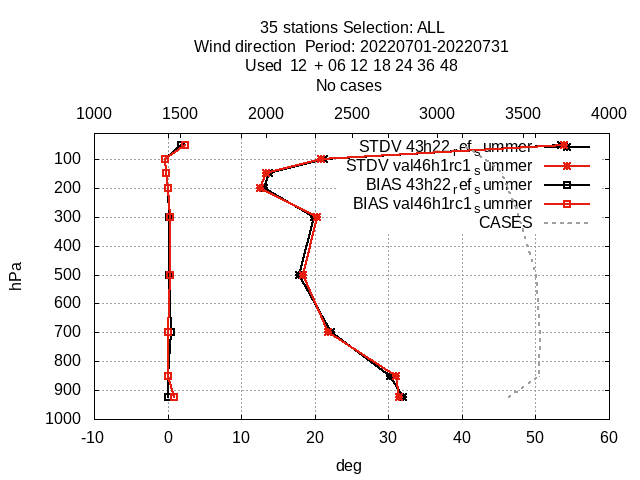 35 stations Selection: ALL
Wind direction  Period: 20220701-20220731
Used  12  + 06 12 18 24 36 48
No cases
1000 1500 2000 2500 3000 3500 4000
STDV 43h22_ref_summer
STDV val46h1rc1_summer
BIAS 43h22_ref_summer
BIAS val46h1rc1_summer
CASES
100
200
300
400
500
600
700
800
900
1000
hPa
-10 0 10 20 30 40 50 60
deg